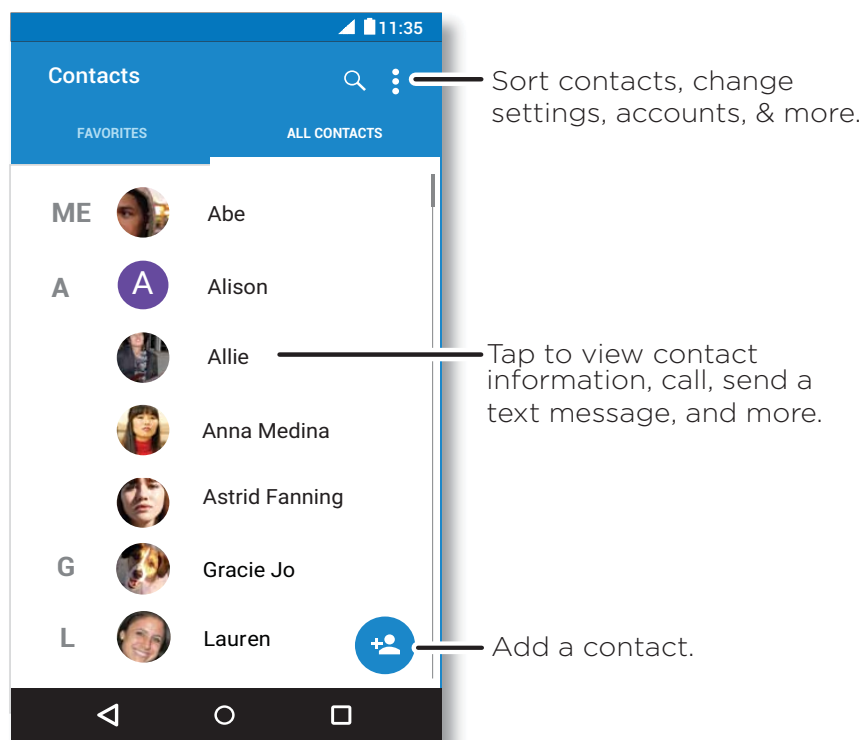 11:35
Contacts
Sort contacts, change
settings, accounts, & more.
FAVORITES
ALL CONTACTS
ME
Abe
A
A
Alison
Allie
Tap to view contact
information, call, send a
text message, and more.
Anna Medina
Astrid Fanning
G
Gracie Jo
L
Lauren
Add a contact.